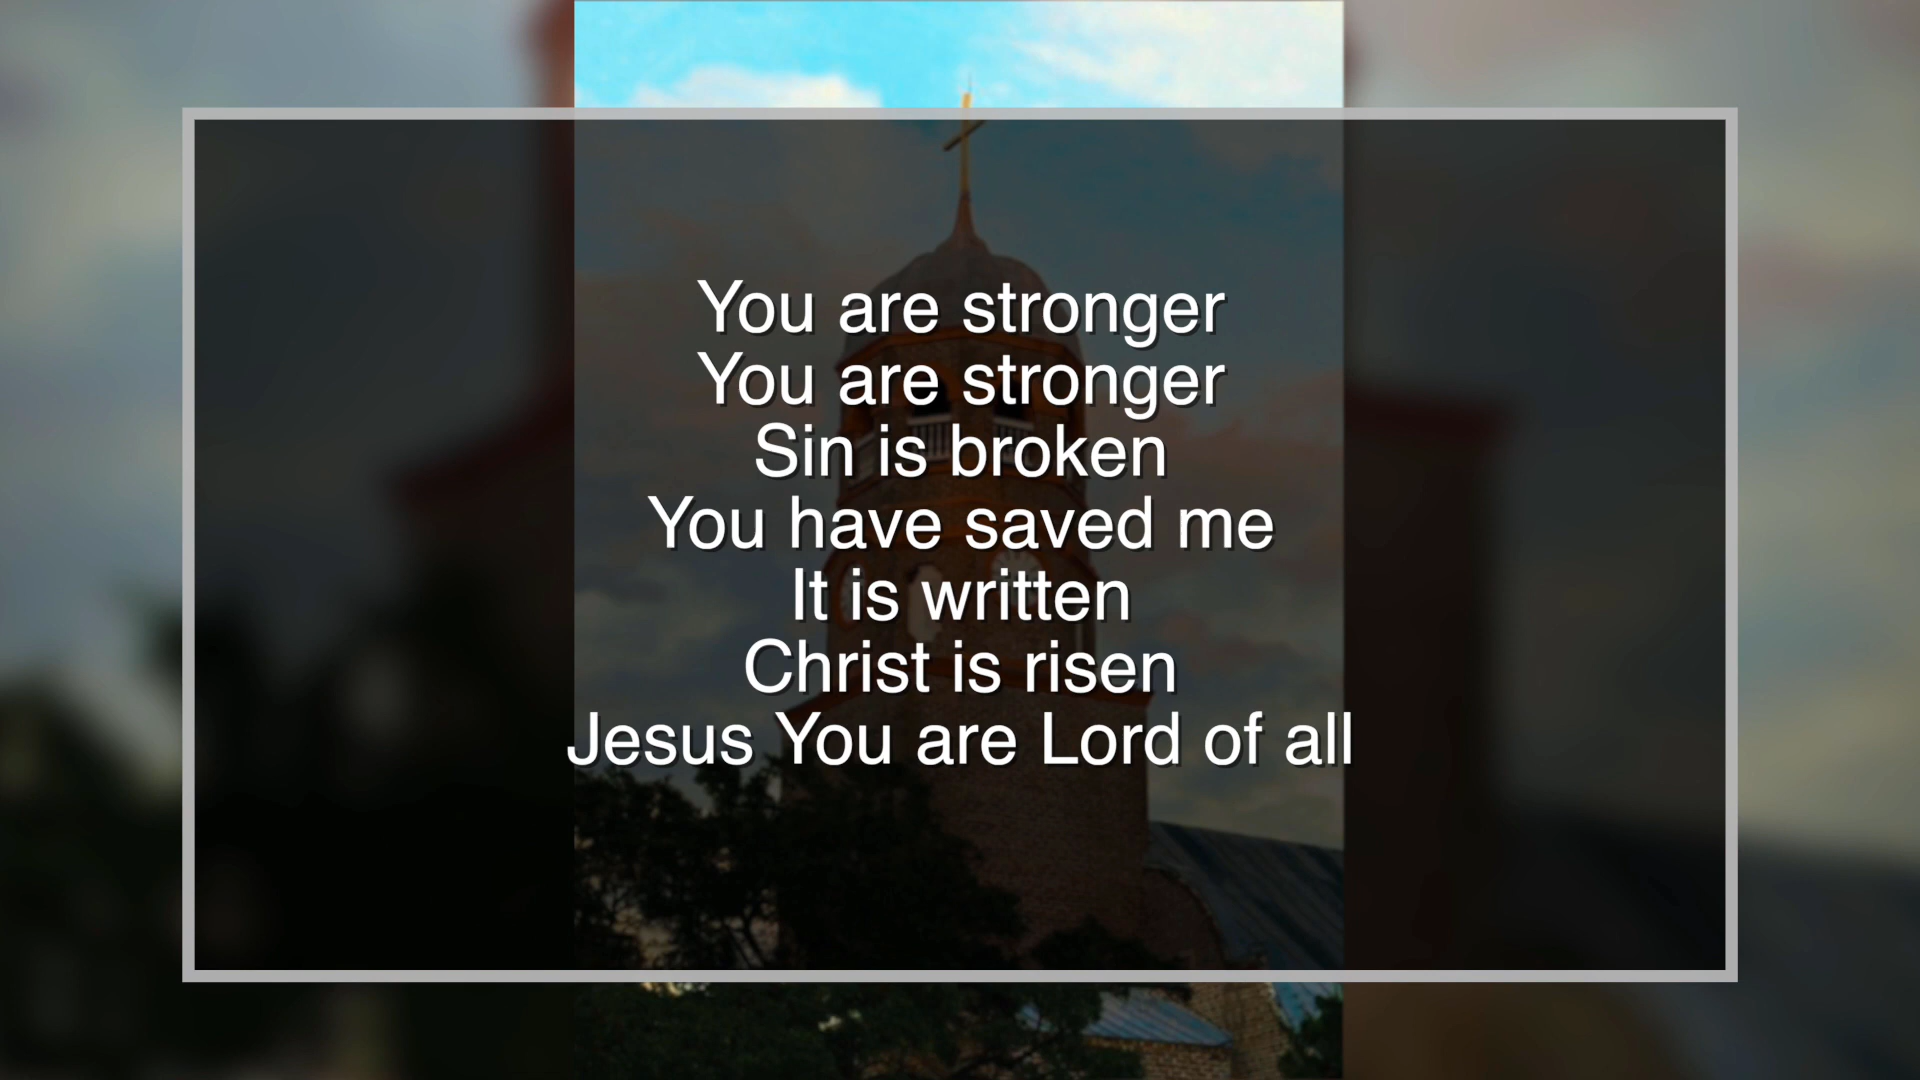 You are stronger
You are stronger
Sin is broken
You have saved me
It is written
Christ is risen
Jesus You are Lord of all